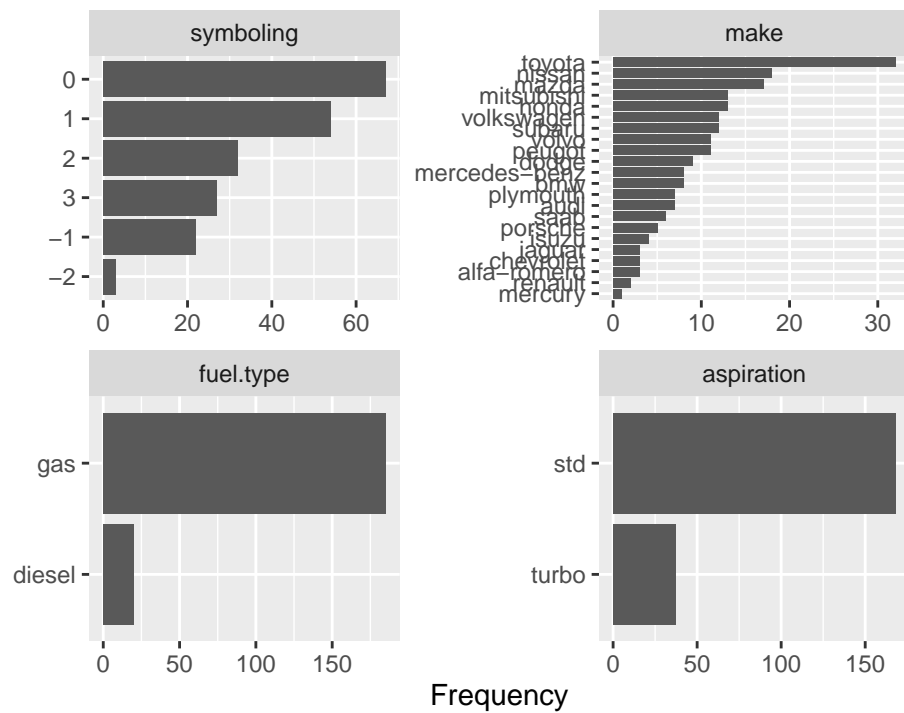 symboling
0
1
2
3
−1
−2
0 20 40 60
make
toyota
nissan
mazda
mitsubishi
honda
volkswagen
subaru
volvo
peugot
dodge
mercedes−benz
bmw
plymouth
audi
saab
porsche
isuzu
jaguar
chevrolet
alfa−romero
renault
mercury
0 10 20 30
fuel.type
gas
diesel
0 50 100 150
aspiration
std
turbo
0 50 100 150
Frequency